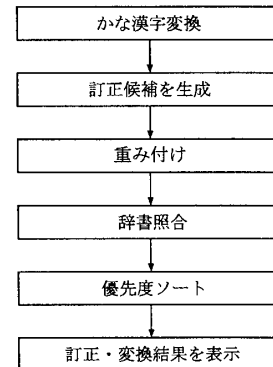 かな漢字変換
訂正候補を生成
重み付け
辞書照合
優先度ソート
訂正・変換結果を表示